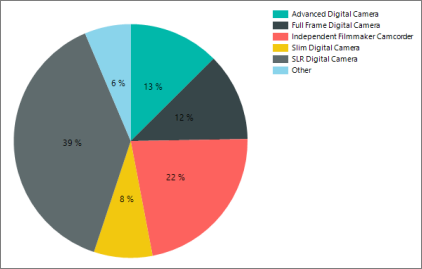 Advanced Digital Camera
Full Frame Digital Camera
Independent Filmmaker Camcorder
Slim Digital Camera
SLR Digital Camera
Other
6 %
13 %
12 %
39 %
22 %
8 %